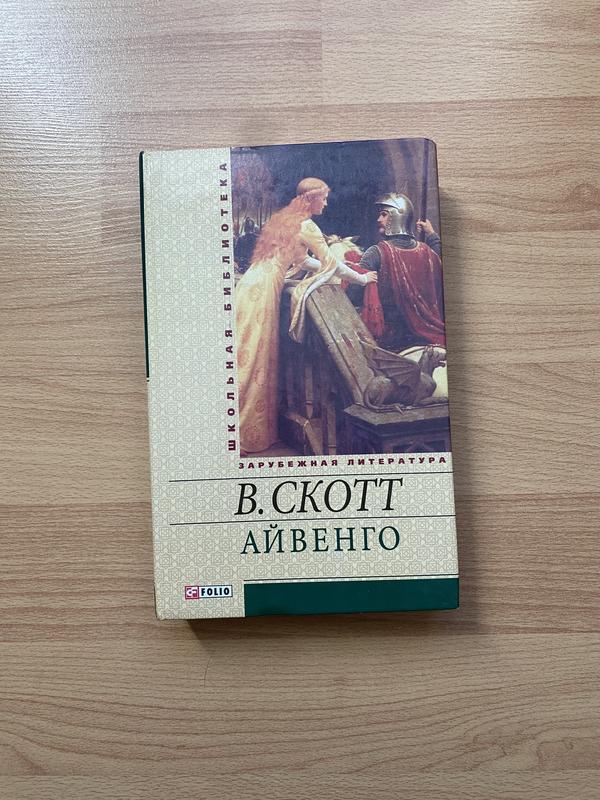 ШКОЛЬНАЯ БИБЛИОТЕКА
ЗАРУБЕЖНАЯ ЛИТЕРАТУРА
В. СКОТТ
АЙВЕНГО
FOLIO